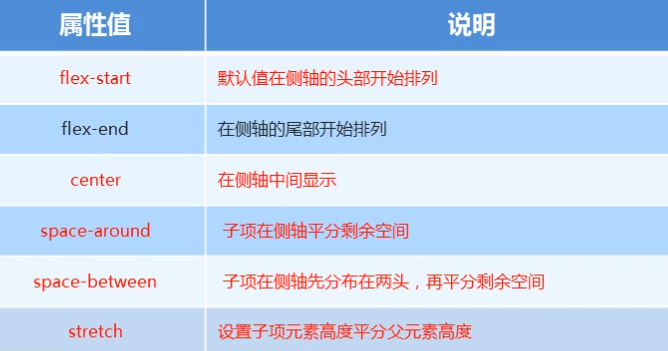 属性值 说明
flex-start 默认值在侧轴的头部开始排列
flex-end 在侧轴的尾部开始排列
center 在侧轴中间显示
space-around 子项在侧轴平分剩余空间
space-between 子项在侧轴先分布在两头，再平分剩余空间
stretch 设置子项元素高度平分父元素高度